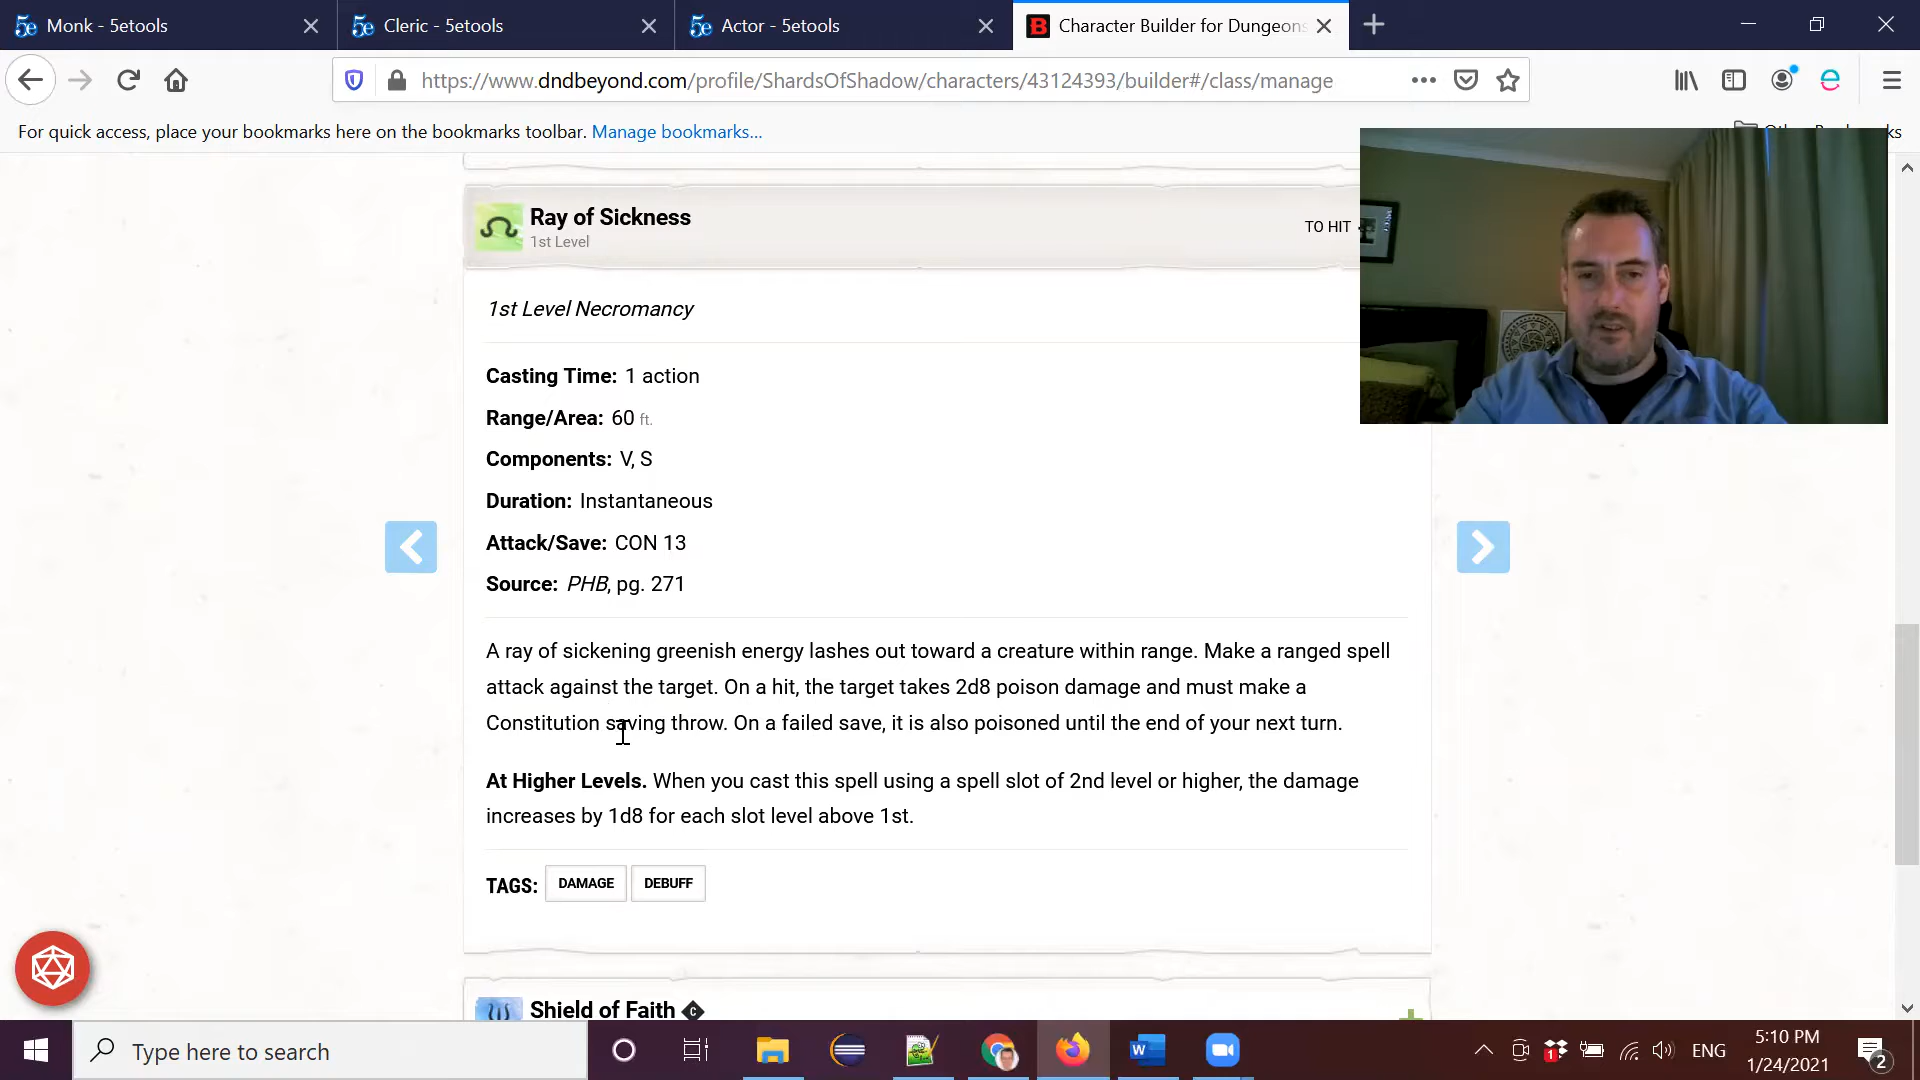 Monk - 5etools
Cleric - 5etools
Actor - 5etools
Character Builder for Dungeons
https://www.dndbeyond.com/profile/ShardsOfShadow/characters/43124393/builder#/class/manage
For quick access, place your bookmarks here on the bookmarks toolbar. Manage bookmarks...
Ray of Sickness
1st Level
TO HIT
1st Level Necromancy
Casting Time: 1 action
Range/Area: 60 ft.
Components: V, S
Duration: Instantaneous
Attack/Save: CON 13
Source: PHB, pg. 271
A ray of sickening greenish energy lashes out toward a creature within range. Make a ranged spell
attack against the target. On a hit, the target takes 2d8 poison damage and must make a
Constitution saving throw. On a failed save, it is also poisoned until the end of your next turn.
At Higher Levels. When you cast this spell using a spell slot of 2nd level or higher, the damage
increases by 1d8 for each slot level above 1st.
TAGS: DAMAGE DEBUFF
Shield of Faith C
Type here to search
ENG
5:10 PM
1/24/2021
2